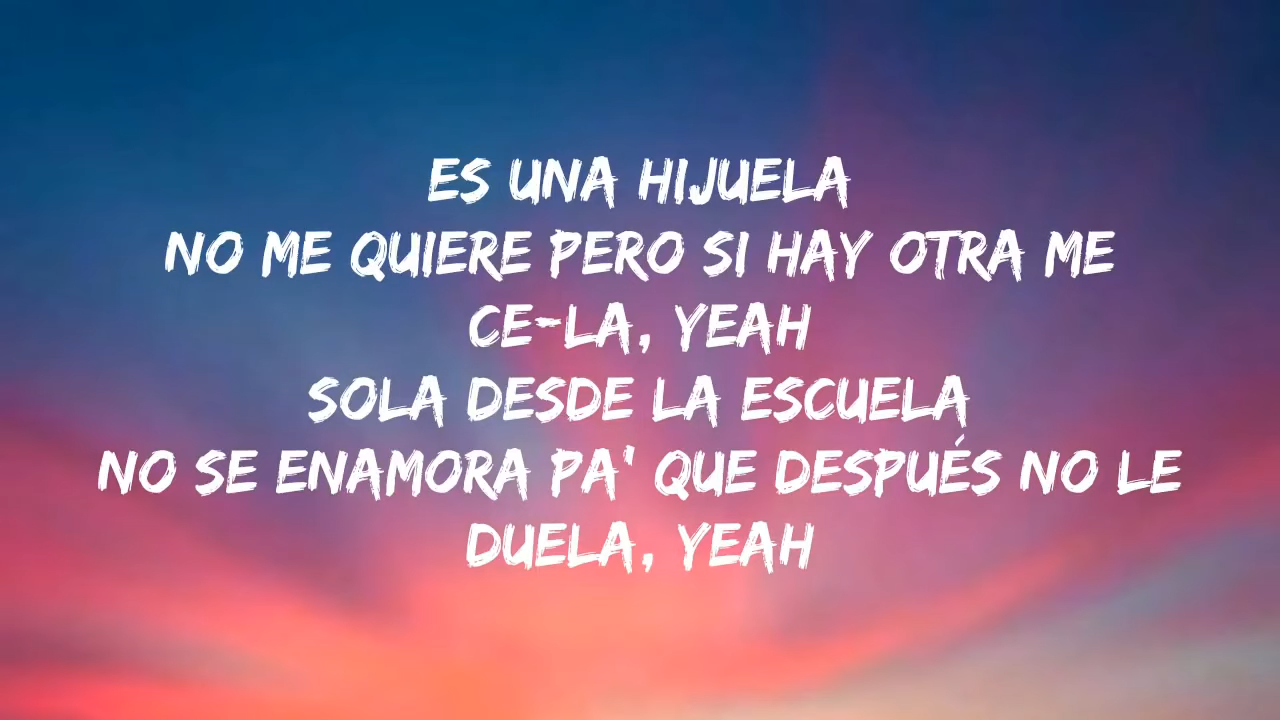 ES UNA HIJUELA
NO ME QUIERE PERO SI HAY OTRA ME
CE-LA, YEAH
SOLA DESDE LA ESCUELA
NO SE ENAMORA PA' QUE DESPUÉS NO LE
DUELA, YEAH